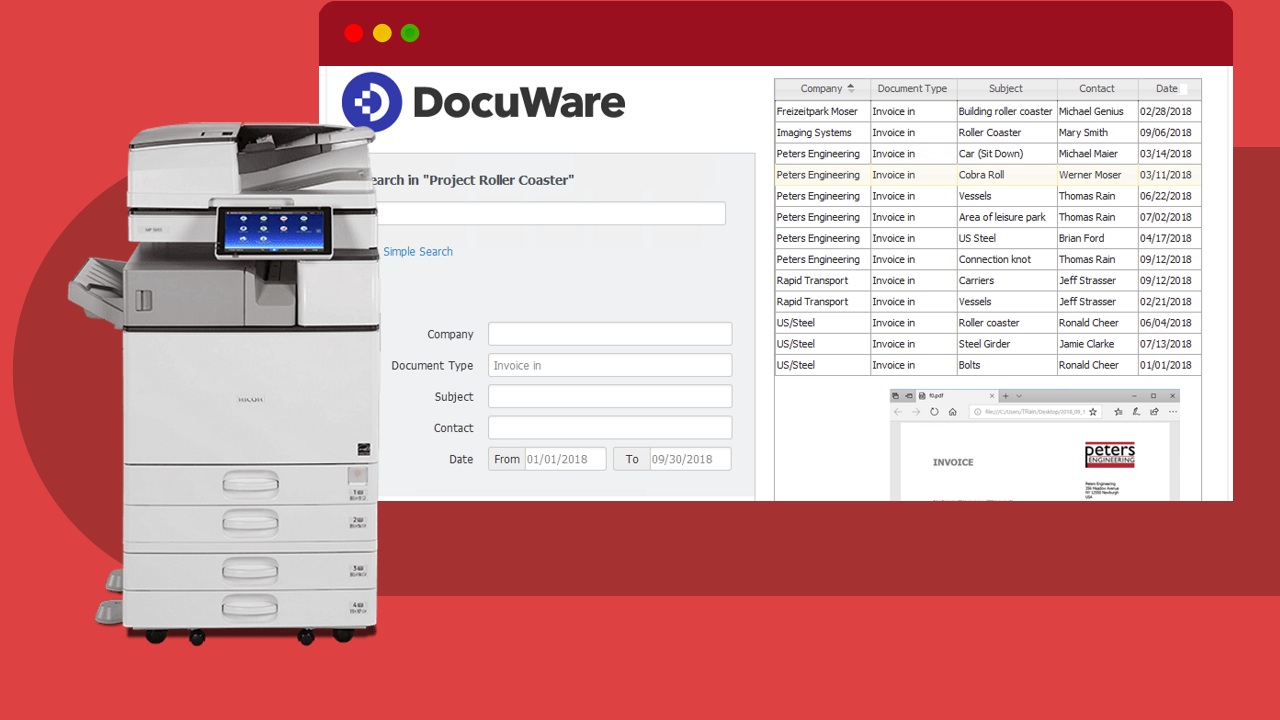 DocuWare
earch in "Project Roller Coaster"
Simple Search
Company
Document Type Invoice in
Subject
Contact
Date From 01/01/2018 To 09/30/2018
Company Document Type Subject Contact Date
Freizeitpark Moser Invoice in Building roller coaster Michael Genius 02/28/2018
Imaging Systems Invoice in Roller Coaster Mary Smith 09/06/2018
Peters Engineering Invoice in Car (Sit Down) Michael Maier 03/14/2018
Peters Engineering Invoice in Cobra Roll Werner Moser 03/11/2018
Peters Engineering Invoice in Vessels Thomas Rain 06/22/2018
Peters Engineering Invoice in Area of leisure park Thomas Rain 07/02/2018
Peters Engineering Invoice in US Steel Brian Ford 04/17/2018
Peters Engineering Invoice in Connection knot Thomas Rain 09/12/2018
Rapid Transport Invoice in Carriers Jeff Strasser 09/12/2018
Rapid Transport Invoice in Vessels Jeff Strasser 02/21/2018
US/Steel Invoice in Roller coaster Ronald Cheer 06/04/2018
US/Steel Invoice in Steel Girder Jamie Clarke 07/13/2018
US/Steel Invoice in Bolts Ronald Cheer 01/01/2018
f0.pdf
INVOICE
peters
ENGINEERING
Peters Engineering
USA
RICOH
1
2
3
4